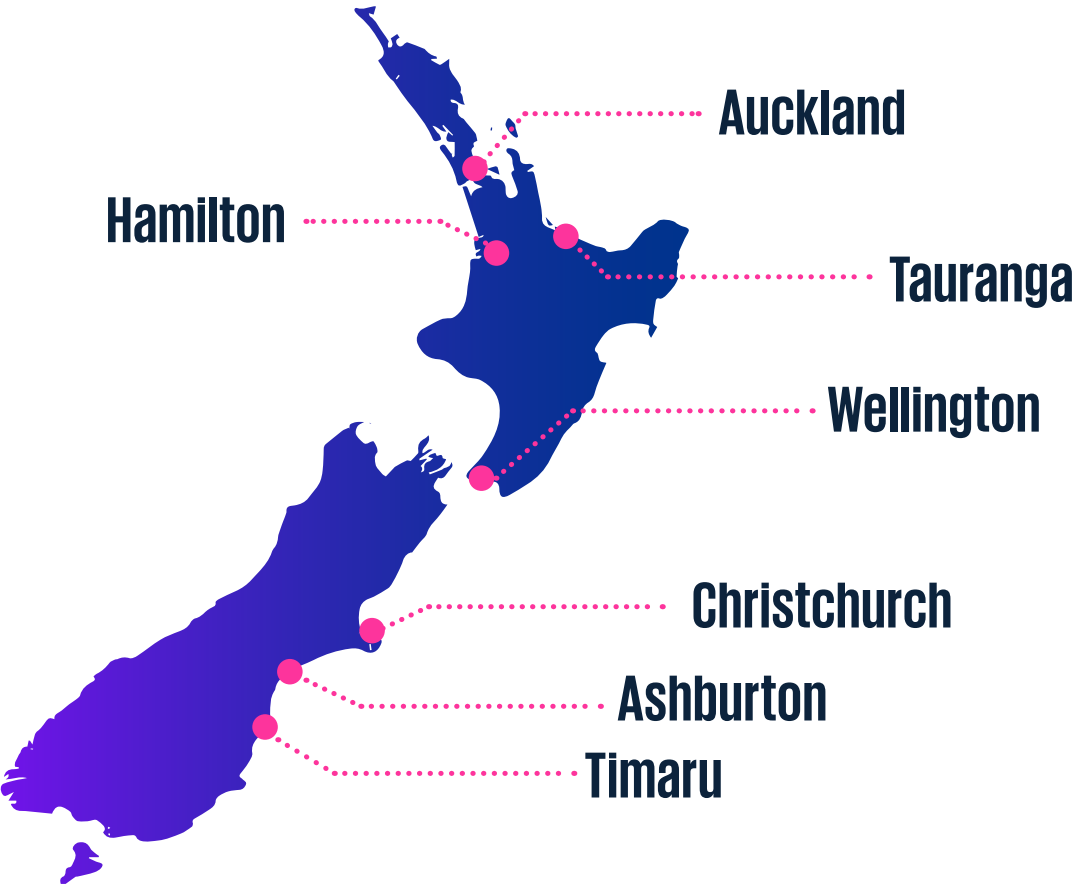 Auckland
Hamilton
Tauranga
Wellington
Christchurch
Ashburton
Timaru